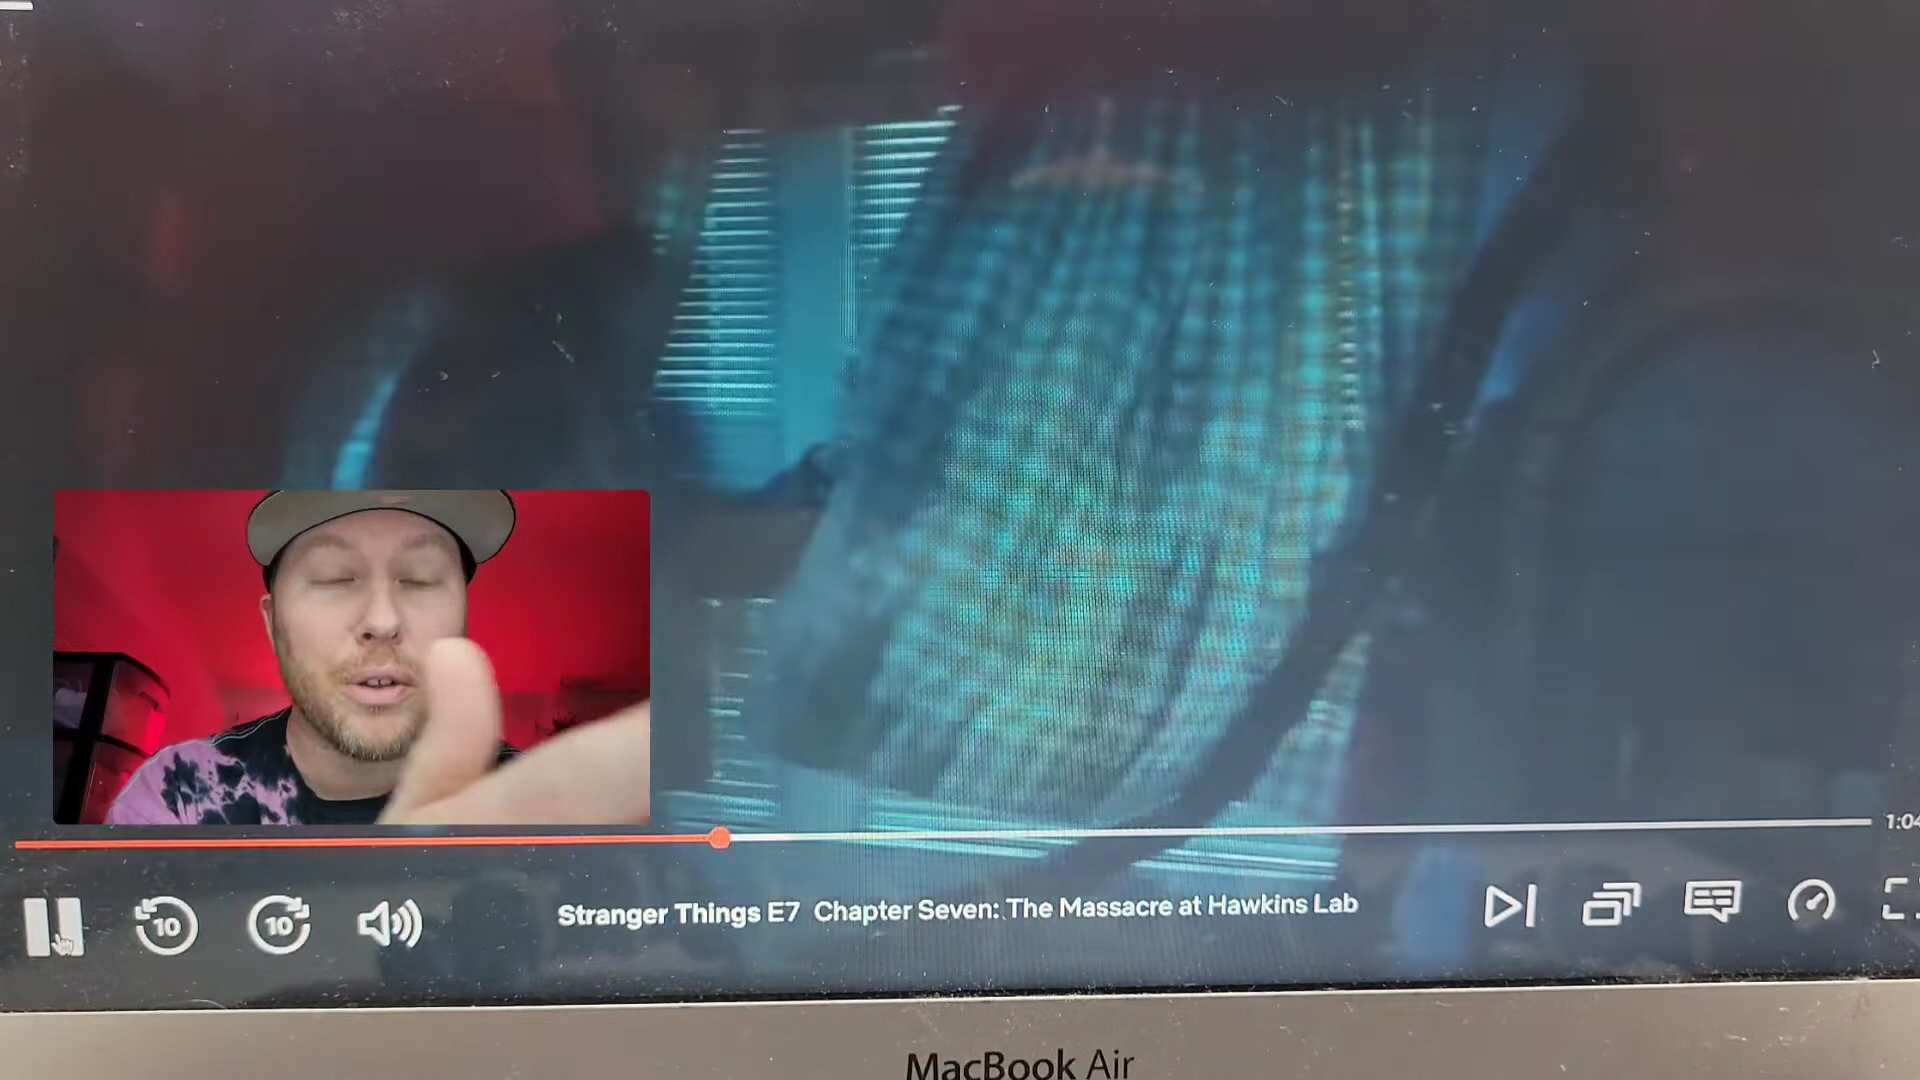 1:04
10
10
Stranger Things E7 Chapter Seven: The Massacre at Hawkins Lab
MacBook Air